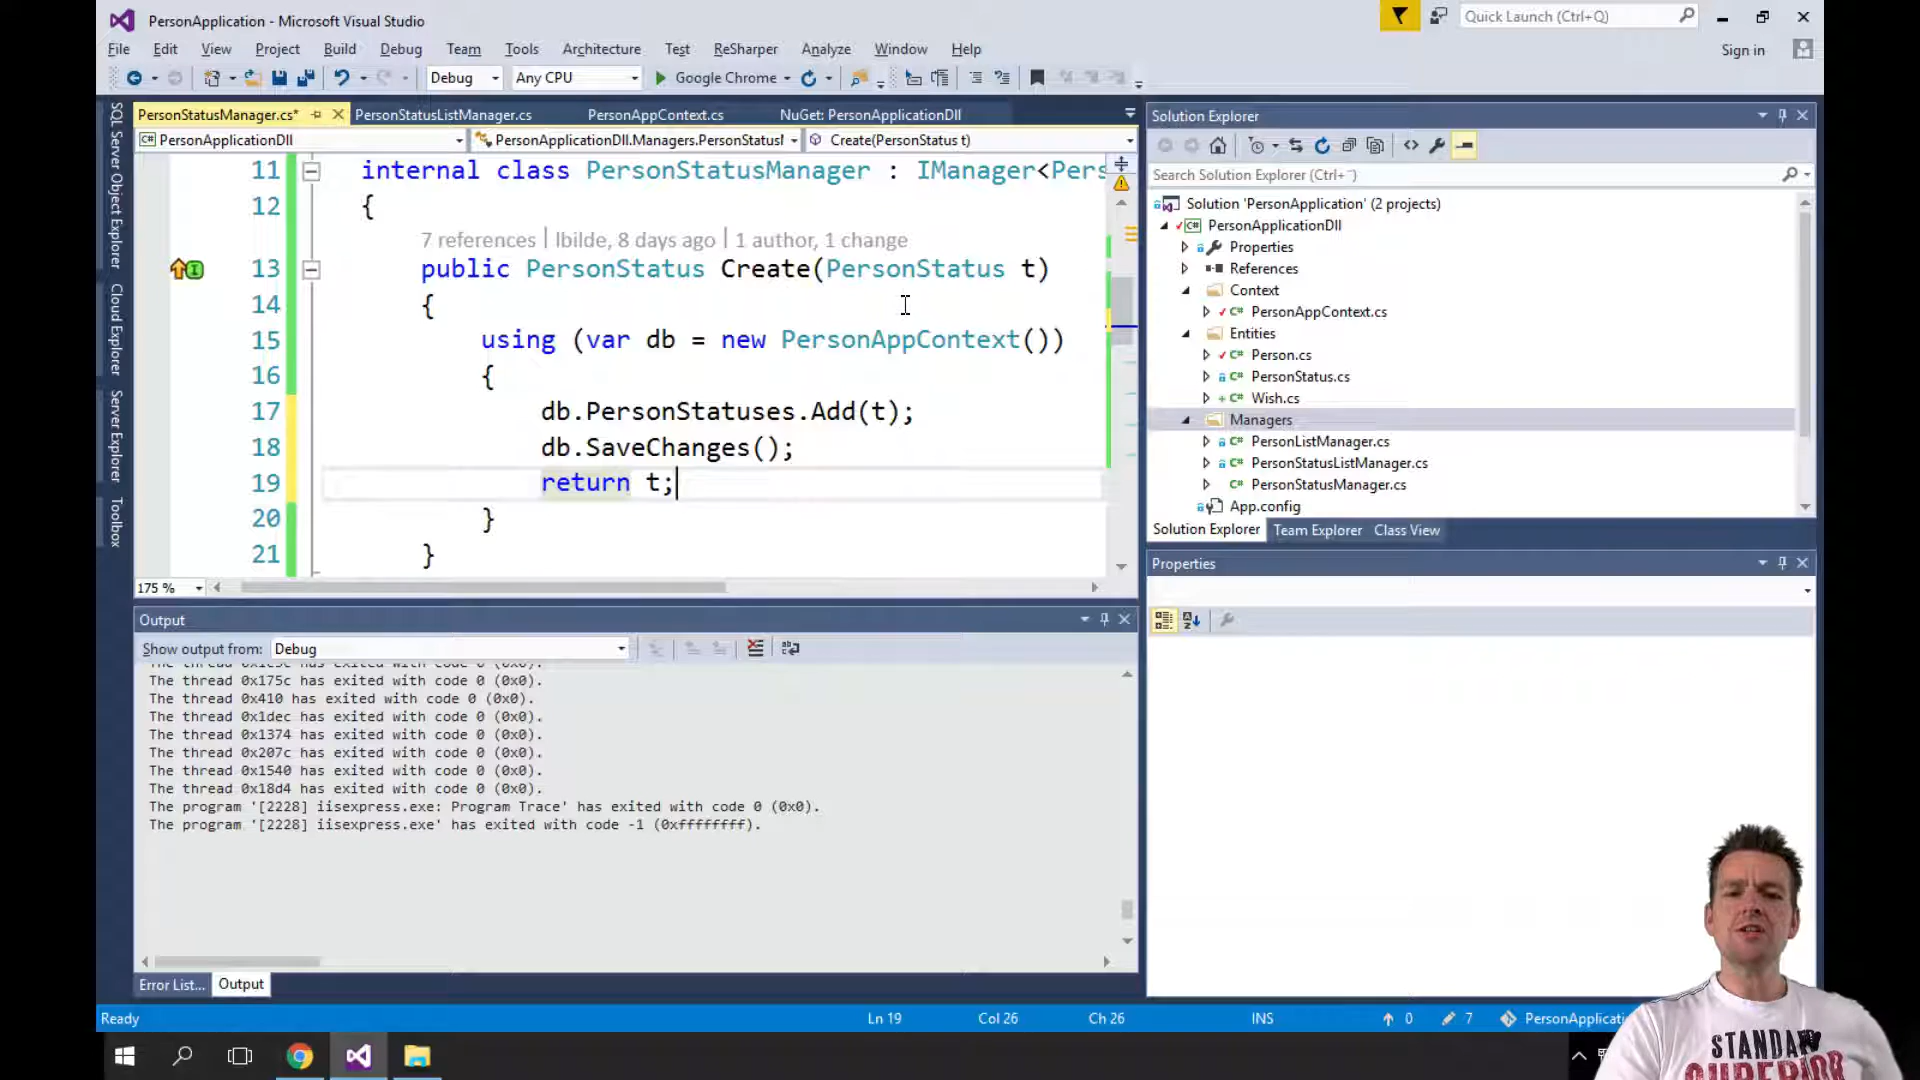 PersonApplication - Microsoft Visual Studio
Quick Launch (Ctrl+Q)
File Edit View Project Build Debug Team Tools Architecture Test ReSharper Analyze Window Help
Sign in
Debug Any CPU Google Chrome
PersonStatusManager.cs* PersonStatusListManager.cs PersonAppContext.cs NuGet: PersonApplicationDll
PersonApplicationDll PersonApplicationDll.Managers.PersonStatusM Create(PersonStatus t)
SQL Server Object Explorer
Cloud Explorer
Server Explorer
Toolbox
11 internal class PersonStatusManager : IManager<Pers
12 {
7 references | lbilde, 8 days ago | 1 author, 1 change
13 public PersonStatus Create(PersonStatus t)
14 {
15 using (var db = new PersonAppContext())
16 {
17 db.PersonStatuses.Add(t);
18 db.SaveChanges();
19 return t;
20 }
21 }
175 %
Output
Show output from: Debug
The thread 0x1c9c has exited with code 0 (0x0).
The thread 0x175c has exited with code 0 (0x0).
The thread 0x410 has exited with code 0 (0x0).
The thread 0x1dec has exited with code 0 (0x0).
The thread 0x1374 has exited with code 0 (0x0).
The thread 0x207c has exited with code 0 (0x0).
The thread 0x1540 has exited with code 0 (0x0).
The thread 0x18d4 has exited with code 0 (0x0).
The program '[2228] iisexpress.exe: Program Trace' has exited with code 0 (0x0).
The program '[2228] iisexpress.exe' has exited with code -1 (0xffffffff).
Error List... Output
Solution Explorer
Search Solution Explorer (Ctrl+¨)
Solution 'PersonApplication' (2 projects)
PersonApplicationDll
Properties
References
Context
PersonAppContext.cs
Entities
Person.cs
PersonStatus.cs
Wish.cs
Managers
PersonListManager.cs
PersonStatusListManager.cs
PersonStatusManager.cs
App.config
Solution Explorer Team Explorer Class View
Properties
Ready Ln 19 Col 26 Ch 26 INS 0 7 PersonApplicati
STANDARD
SUPERIOR